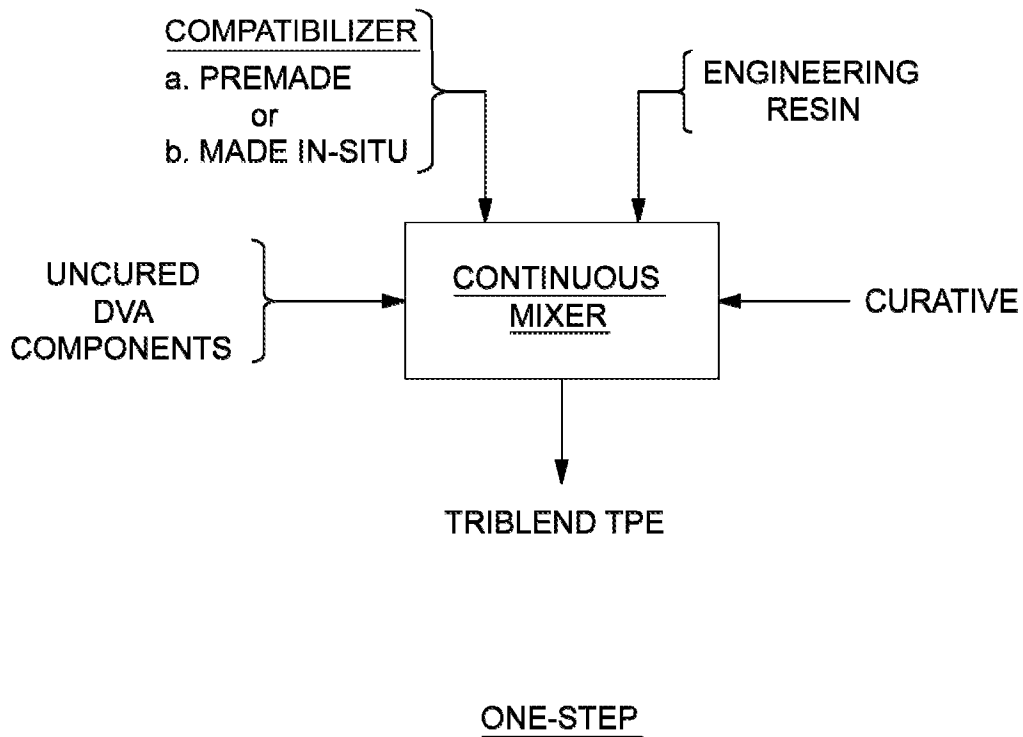 COMPATIBILIZER
a. PREMADE
or
b. MADE IN-SITU
ENGINEERING
RESIN
UNCURED
DVA
COMPONENTS
CONTINUOUS
MIXER
CURATIVE
TRIBLEND TPE
ONE-STEP